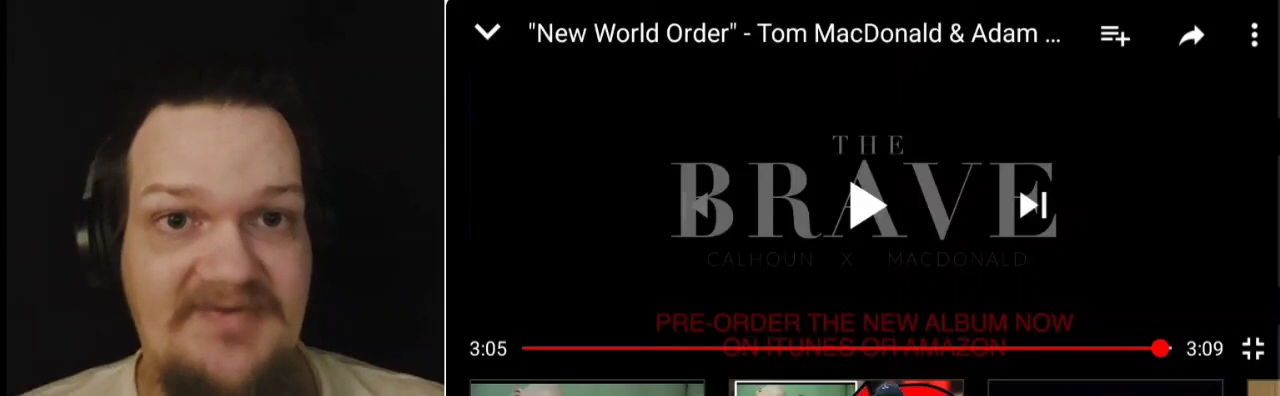 "New World Order" - Tom MacDonald & Adam ...
THE
BRAVE
CALHOUN X MACDONALD
PRE-ORDER THE NEW ALBUM NOW
ON ITUNES OR AMAZON
3:05
3:09